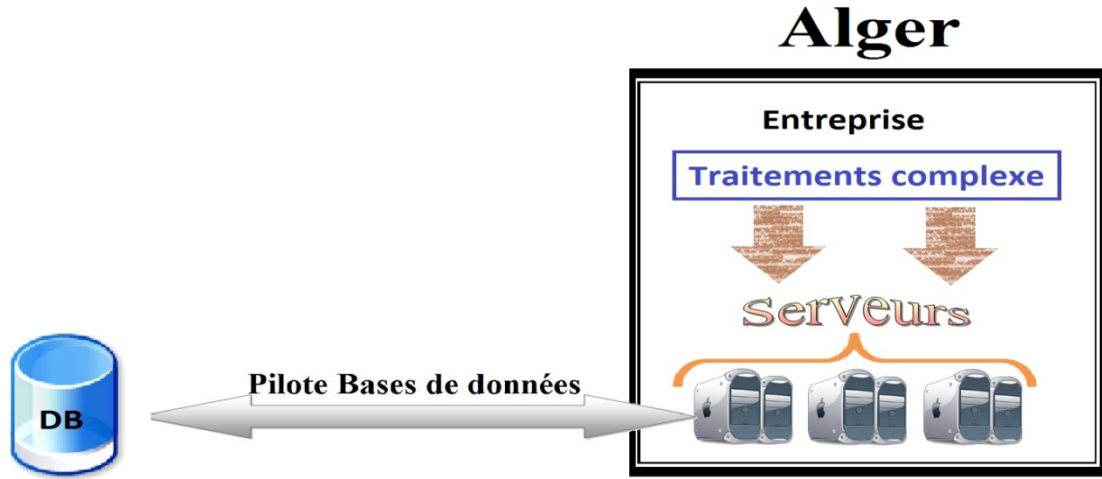 Alger
Entreprise
Traitements complexe
Serveurs
Pilote Bases de données
DB